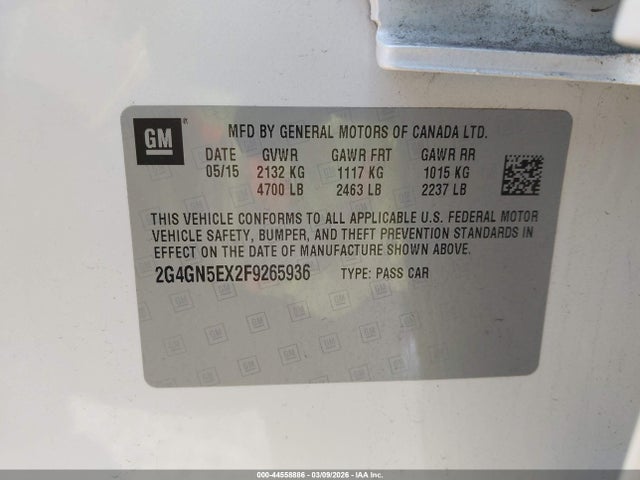 GM
MFD BY GENERAL MOTORS OF CANADA LTD.
DATE GVWR GAWR FRT GAWR RR
05/15 2132 KG 1117 KG 1015 KG
4700 LB 2463 LB 2237 LB
THIS VEHICLE CONFORMS TO ALL APPLICABLE U.S. FEDERAL MOTOR
VEHICLE SAFETY, BUMPER, AND THEFT PREVENTION STANDARDS IN
EFFECT ON THE DATE OF MANUFACTURE SHOWN ABOVE.
2G4GN5EX2F9265936 TYPE: PASS CAR
000-44558886 - 03/09/2026 - IAA Inc.